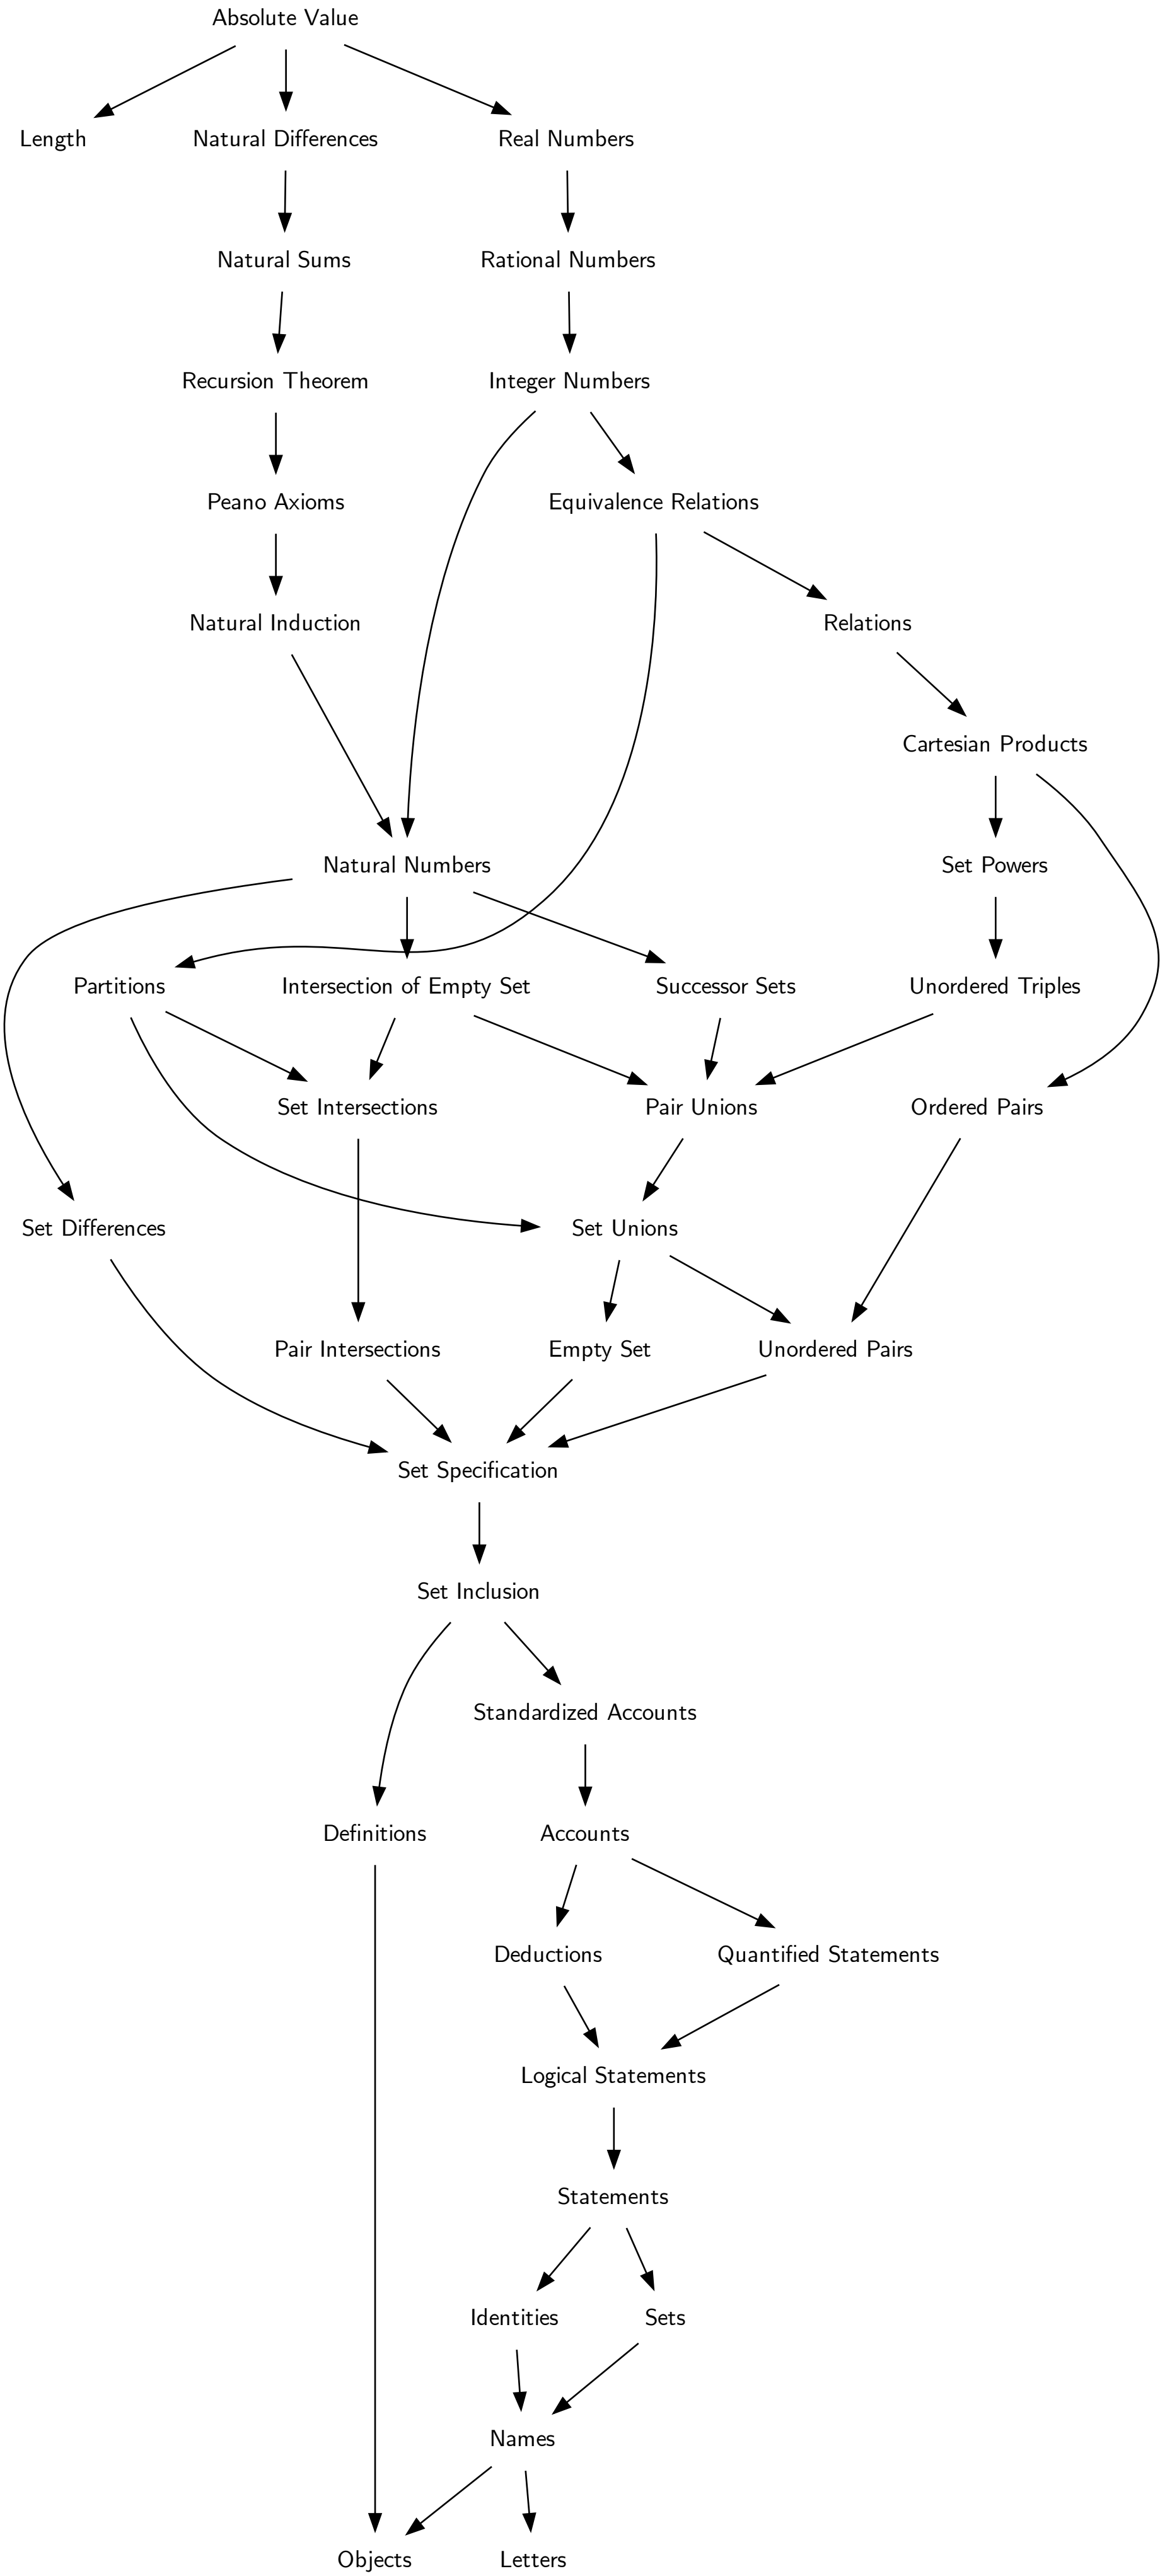 Absolute Value
Length
Natural Differences
Real Numbers
Natural Sums
Rational Numbers
Recursion Theorem
Integer Numbers
Peano Axioms
Equivalence Relations
Natural Induction
Relations
Cartesian Products
Natural Numbers
Set Powers
Partitions
Intersection of Empty Set
Successor Sets
Unordered Triples
Set Intersections
Pair Unions
Ordered Pairs
Set Differences
Set Unions
Pair Intersections
Empty Set
Unordered Pairs
Set Specification
Set Inclusion
Standardized Accounts
Definitions
Accounts
Deductions
Quantified Statements
Logical Statements
Statements
Identities
Sets
Names
Objects
Letters